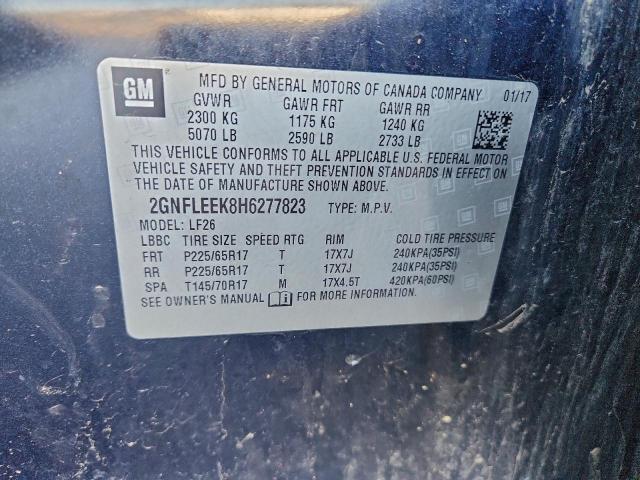 GM
MFD BY GENERAL MOTORS OF CANADA COMPANY 01/17
GVWR GAWR FRT GAWR RR
2300 KG 1175 KG 1240 KG
5070 LB 2590 LB 2733 LB
THIS VEHICLE CONFORMS TO ALL APPLICABLE U.S. FEDERAL MOTOR
VEHICLE SAFETY AND THEFT PREVENTION STANDARDS IN EFFECT ON
THE DATE OF MANUFACTURE SHOWN ABOVE.
2GNFLEEK8H6277823 TYPE: M.P.V.
MODEL: LF26
LBBC TIRE SIZE SPEED RTG RIM COLD TIRE PRESSURE
FRT P225/65R17 T 17X7J 240KPA(35PSI)
RR P225/65R17 T 17X7J 240KPA(35PSI)
SPA T145/70R17 M 17X4.5T 420KPA(60PSI)
SEE OWNER'S MANUAL FOR MORE INFORMATION.